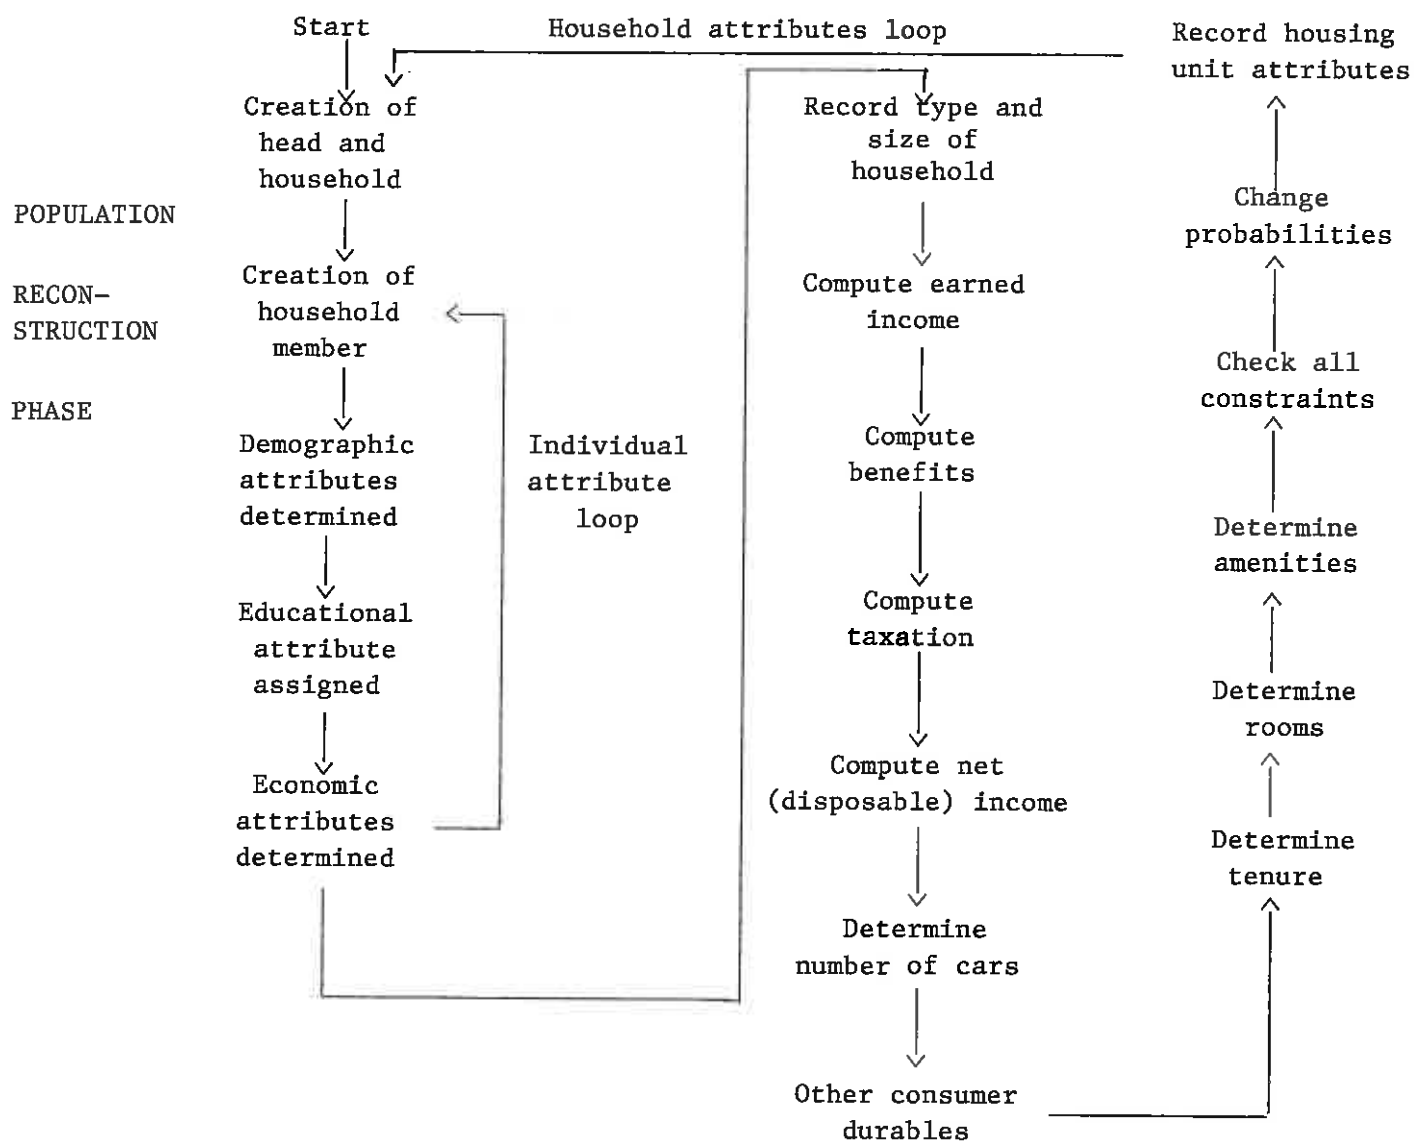 Start
Household attributes loop
Record housing
unit attributes
Creation of
head and
household
Record type and
size of
household
POPULATION
RECON-
STRUCTION
PHASE
Creation of
household
member
Demographic
attributes
determined
Individual
attribute
loop
Educational
attribute
assigned
Economic
attributes
determined
Compute earned
income
Compute
benefits
Compute
taxation
Compute net
(disposable) income
Determine
number of cars
Other consumer
durables
Change
probabilities
Check all
constraints
Determine
amenities
Determine
rooms
Determine
tenure